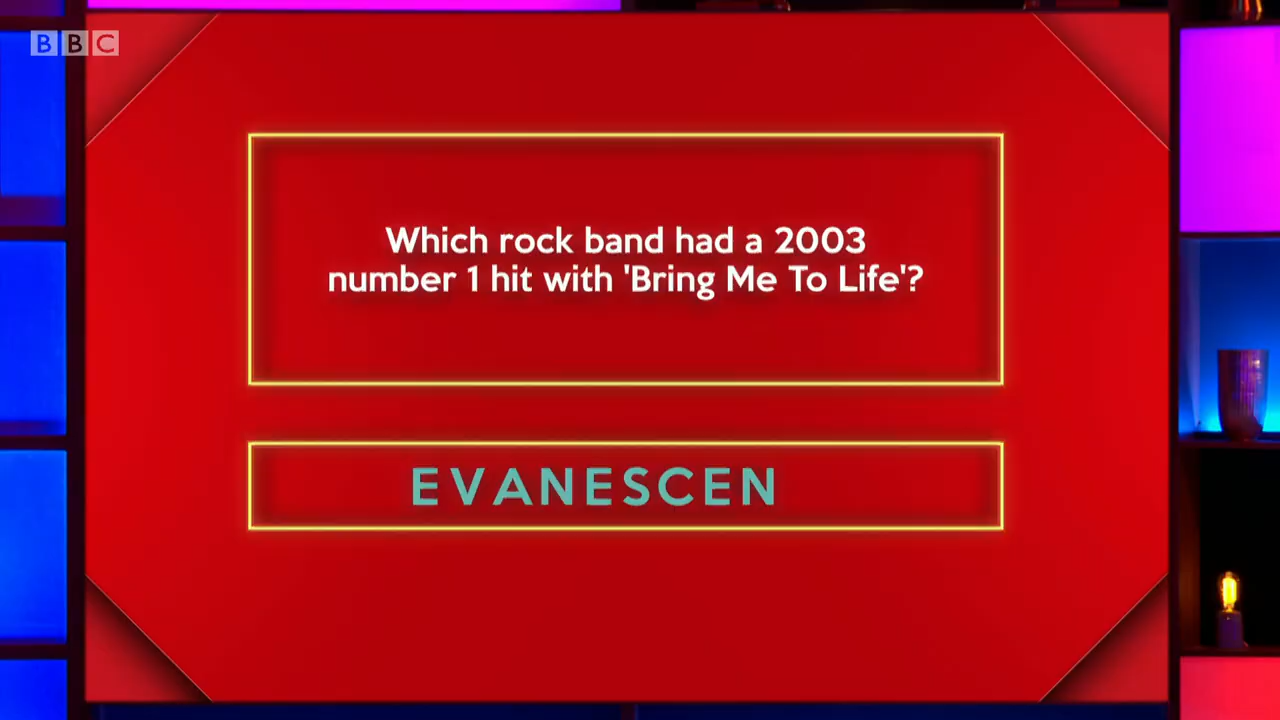 BBC
Which rock band had a 2003
number 1 hit with 'Bring Me To Life'?
EVANESCEN